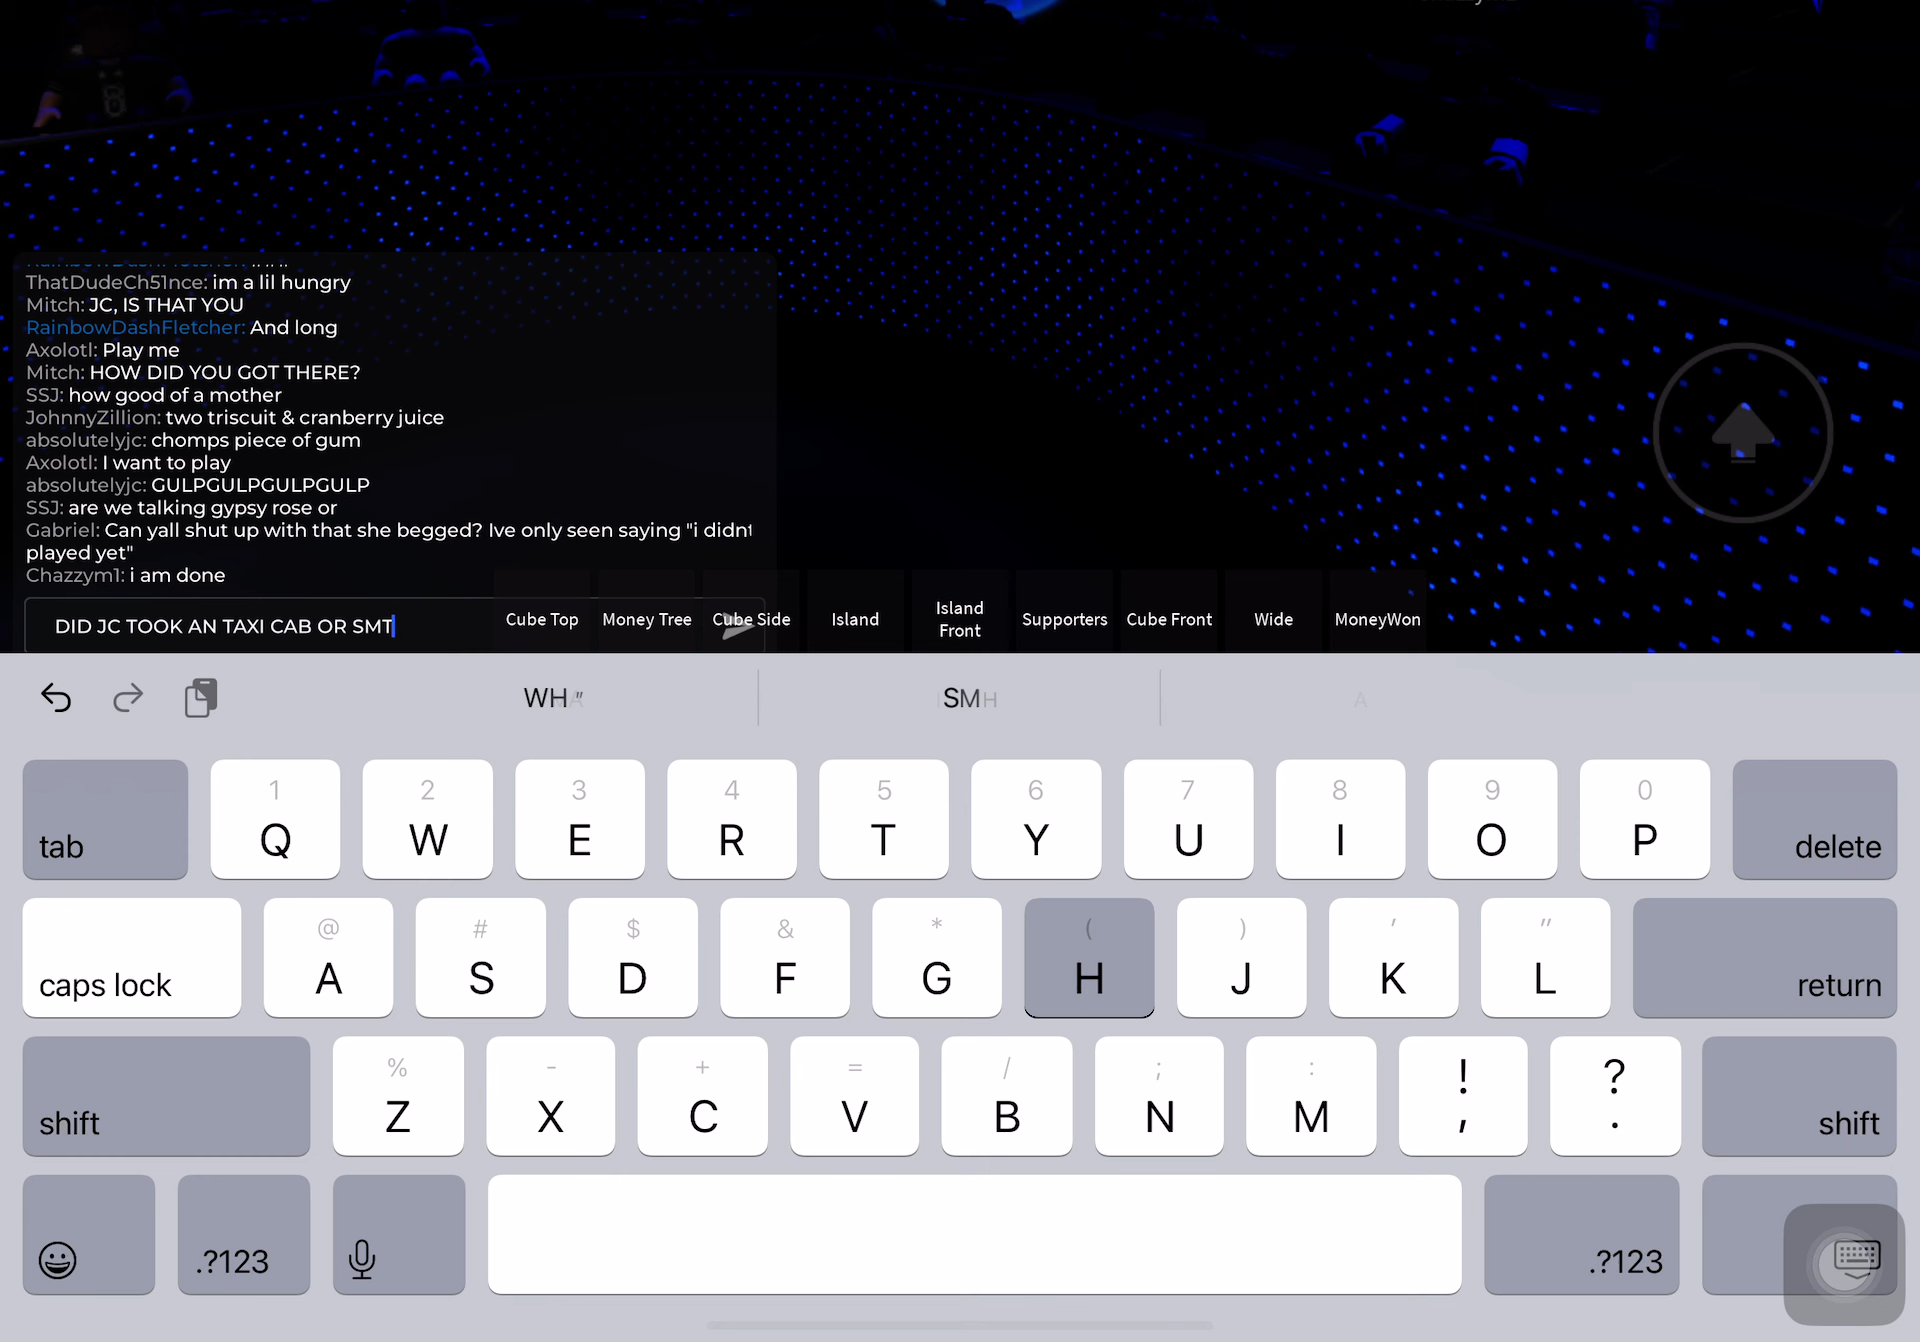 ThatDudeCh51nce: im a lil hungry
Mitch: JC, IS THAT YOU
RainbowDashFletcher: And long
Axolotl: Play me
Mitch: HOW DID YOU GOT THERE?
SSJ: how good of a mother
JohnnyZillion: two triscuit & cranberry juice
absolutelyjc: chomps piece of gum
Axolotl: I want to play
absolutelyjc: GULPGULPGULPGULP
SSJ: are we talking gypsy rose or
Gabriel: Can yall shut up with that she begged? Ive only seen saying "i didnt
played yet"
Chazzym1: i am done
DID JC TOOK AN TAXI CAB OR SMT
Cube Top
Money Tree
Cube Side
Island
Island
Front
Supporters
Cube Front
Wide
MoneyWon
WH
SMH
A
1 2 3 4 5 6 7 8 9 0
tab Q W E R T Y U I O P delete
@ # $ & * ( ) ' "
caps lock A S D F G H J K L return
% - + = / ; : ! ?
shift Z X C V B N M , . shift
.?123 .?123